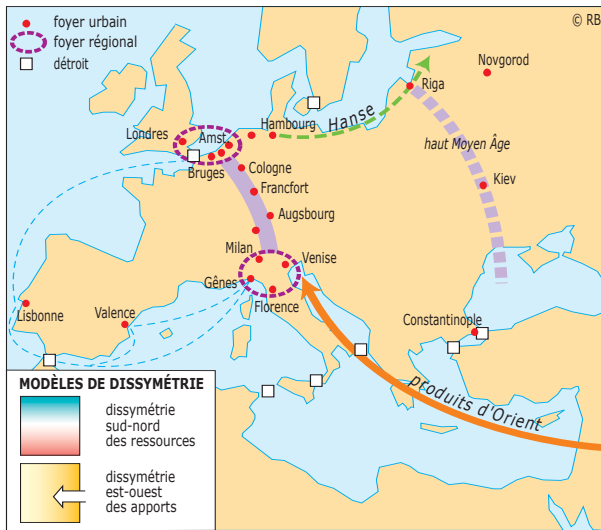 foyer urbain
foyer régional
détroit
© RB
Novgorod
Riga
Hambourg
Hanse
Londres
Amst.
haut Moyen Âge
Bruges
Cologne
Kiev
Francfort
Augsbourg
Milan
Venise
Gênes
Florence
Lisbonne
Valence
Constantinople
produits d'Orient
MODÈLES DE DISSYMÉTRIE
dissymétrie
sud-nord
des ressources
dissymétrie
est-ouest
des apports